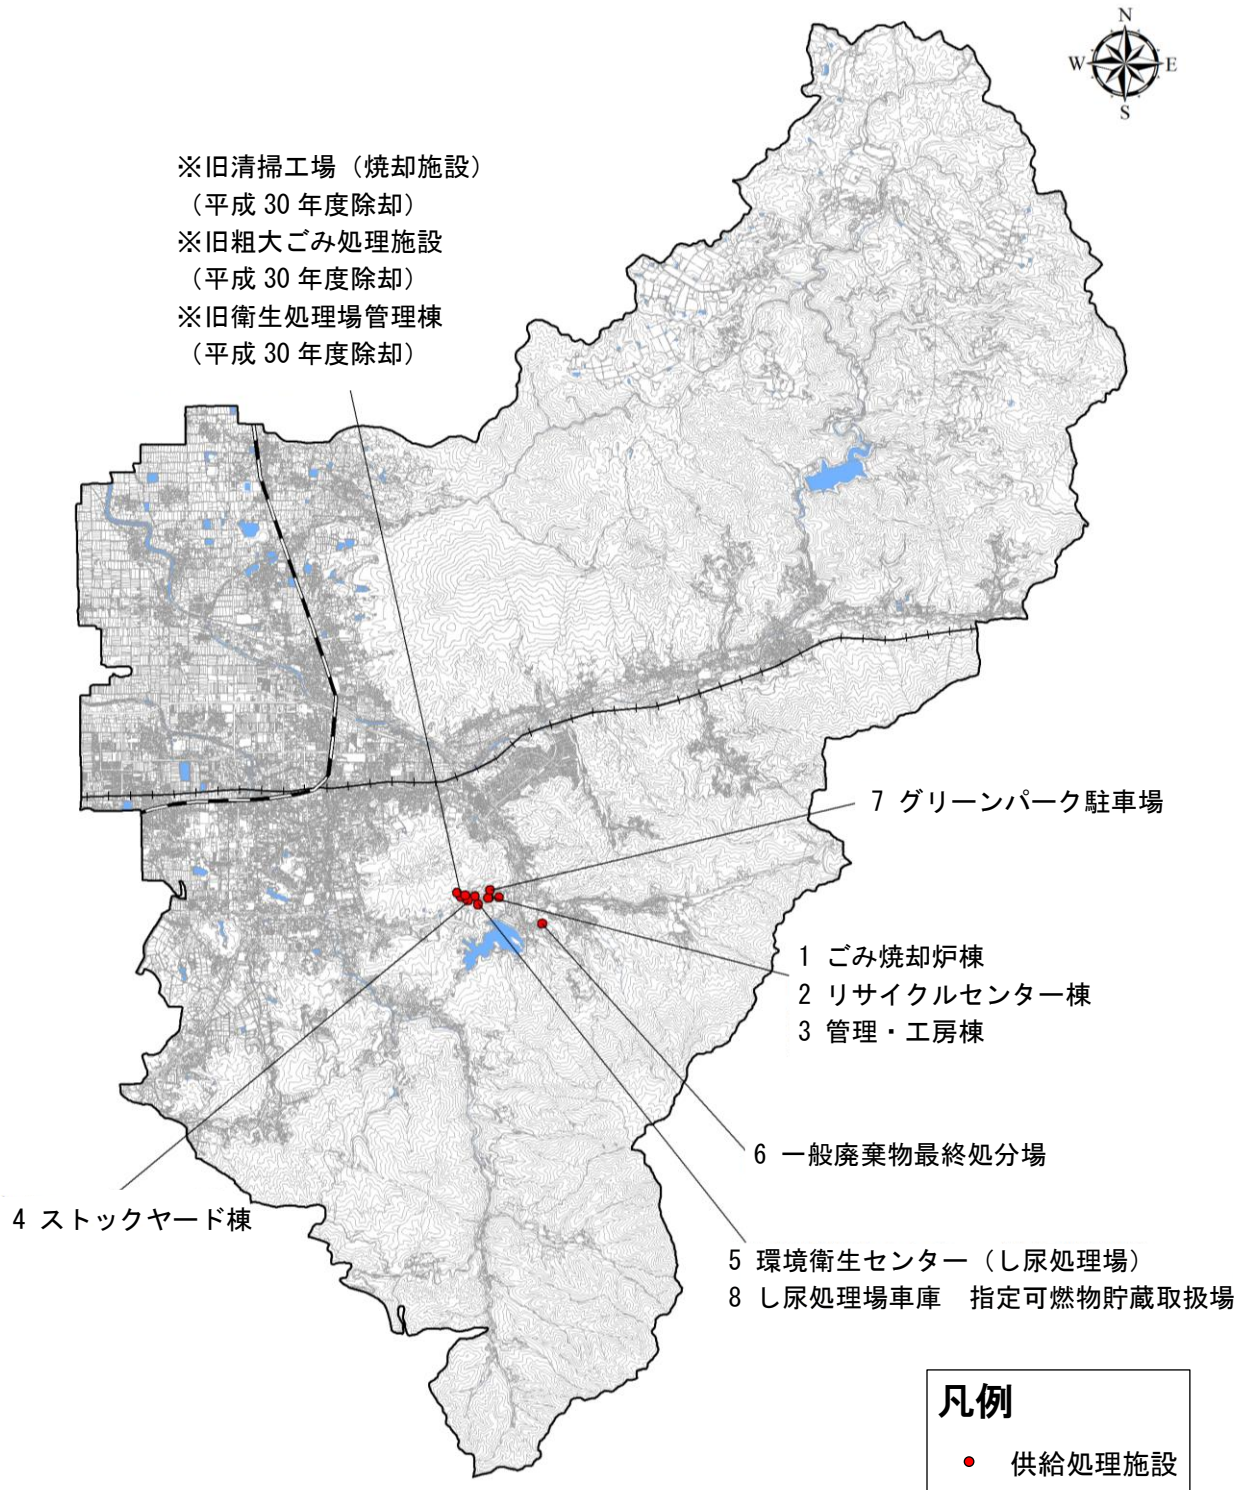 N
W
E
S
※旧清掃工場（焼却施設）
（平成 30 年度除却）
※旧粗大ごみ処理施設
（平成 30 年度除却）
※旧衛生処理場管理棟
（平成 30 年度除却）
7 グリーンパーク駐車場
1 ごみ焼却炉棟
2 リサイクルセンター棟
3 管理・工房棟
6 一般廃棄物最終処分場
4 ストックヤード棟
5 環境衛生センター（し尿処理場）
8 し尿処理場車庫　指定可燃物貯蔵取扱場
凡例
供給処理施設